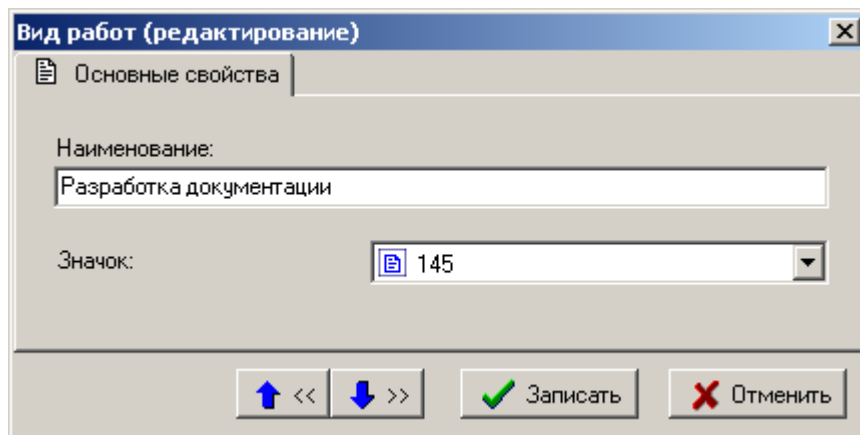 Вид работ (редактирование)
Основные свойства
Наименование:
Разработка документации
Значок: 145
<< >> Записать Отменить